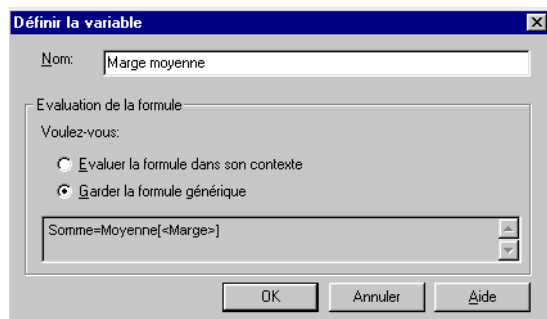 Définir la variable
Nom: Marge moyenne
Evaluation de la formule
Voulez-vous:
Evaluer la formule dans son contexte
Garder la formule générique
Somme=Moyenne[<Marge>]
OK Annuler Aide